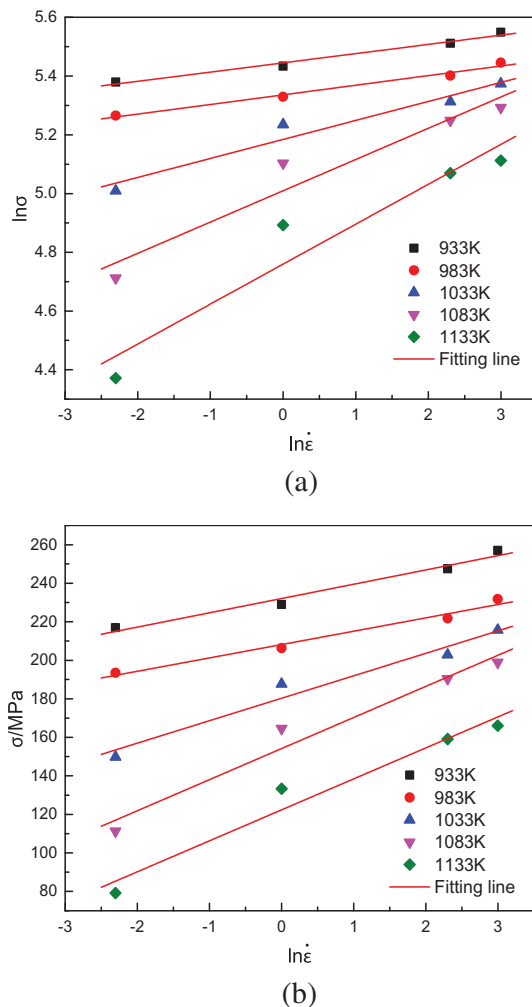 5.6
5.4
5.2
5.0
4.8
4.6
4.4
lnσ
933K
983K
1033K
1083K
1133K
Fitting line
-3 -2 -1 0 1 2 3
lnε̇
(a)
260
240
220
200
180
160
140
120
100
80
σ/MPa
933K
983K
1033K
1083K
1133K
Fitting line
-3 -2 -1 0 1 2 3
lnε̇
(b)